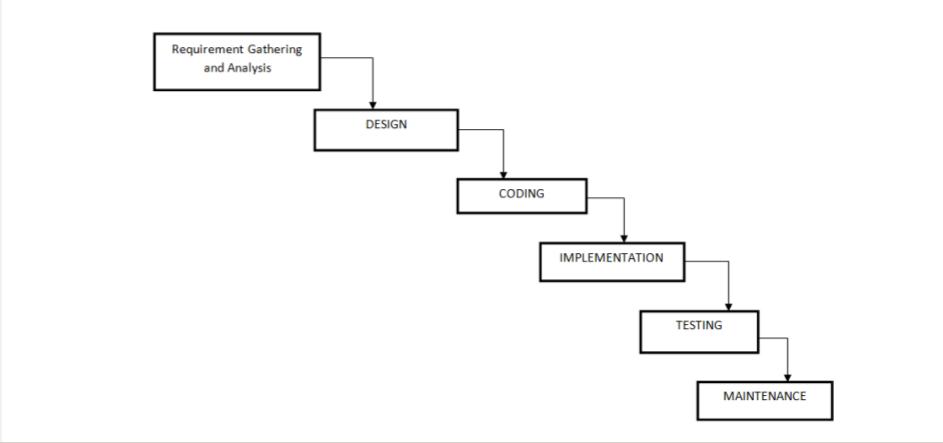 Requirement Gathering
and Analysis
DESIGN
CODING
IMPLEMENTATION
TESTING
MAINTENANCE